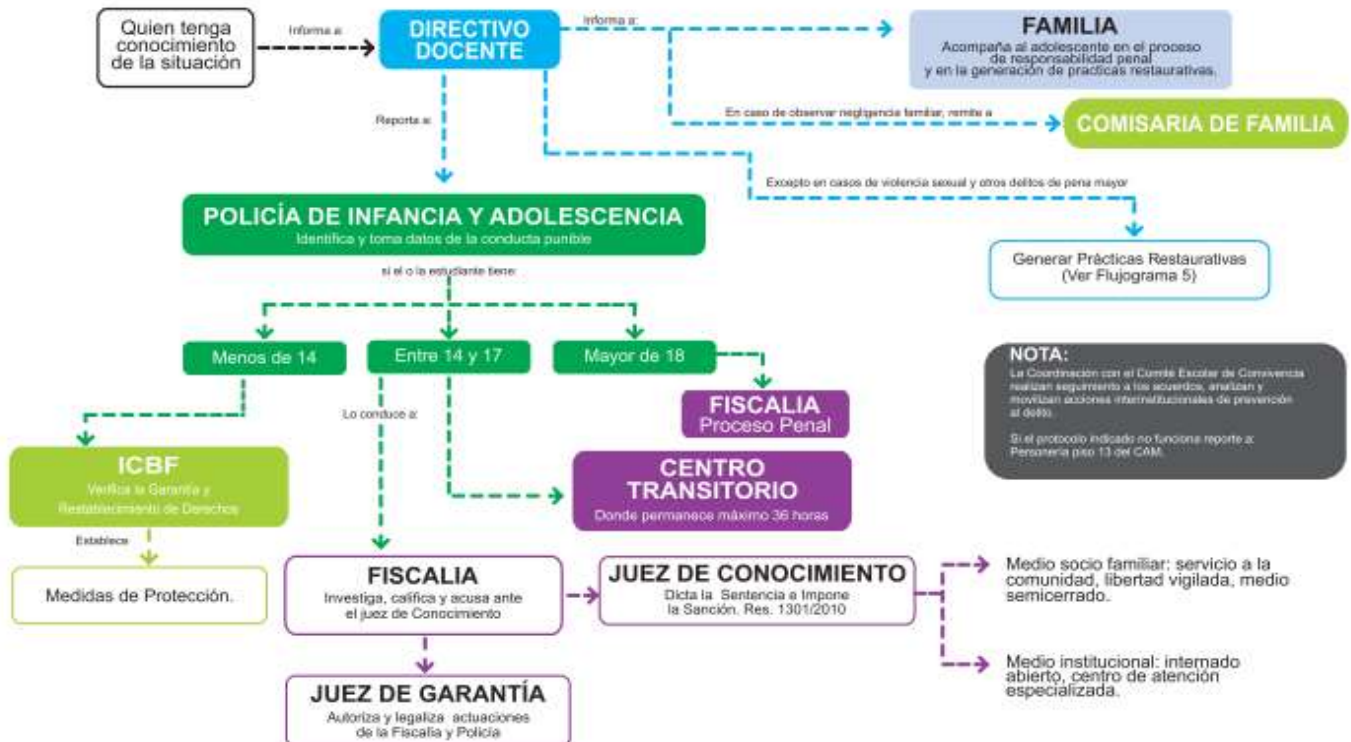 Quien tenga
conocimiento
de la situación
Informa a:
DIRECTIVO
DOCENTE
Informa a:
FAMILIA
Acompaña al adolescente en el proceso
de responsabilidad penal
y en la generación de practicas restaurativas.
En caso de observar negligencia familiar, remite a
COMISARIA DE FAMILIA
Reporta a:
Excepto en casos de violencia sexual y otros delitos de pena mayor
POLICÍA DE INFANCIA Y ADOLESCENCIA
Identifica y toma datos de la conducta punible
Generar Prácticas Restaurativas
(Ver Flujograma 5)
si el o la estudiante tiene:
Menos de 14
Entre 14 y 17
Mayor de 18
NOTA:
La Coordinación con el Comité Escolar de Convivencia
realizan seguimiento a los acuerdos, analizan y
movilizan acciones interinstitucionales de prevención
al delito.
Si el protocolo indicado no funciona reporte a:
Personería piso 13 del CAM.
Lo conduce a:
FISCALIA
Proceso Penal
ICBF
Verifica la Garantía y
Restablecimiento de Derechos
CENTRO
TRANSITORIO
Donde permanece máximo 36 horas
Establece
Medidas de Protección.
FISCALIA
Investiga, califica y acusa ante
el juez de Conocimiento
JUEZ DE CONOCIMIENTO
Dicta la Sentencia e Impone
la Sanción. Res. 1301/2010
Medio socio familiar: servicio a la
comunidad, libertad vigilada, medio
semicerrado.
Medio institucional: internado
abierto, centro de atención
especializada.
JUEZ DE GARANTÍA
Autoriza y legaliza actuaciones
de la Fiscalía y Policía